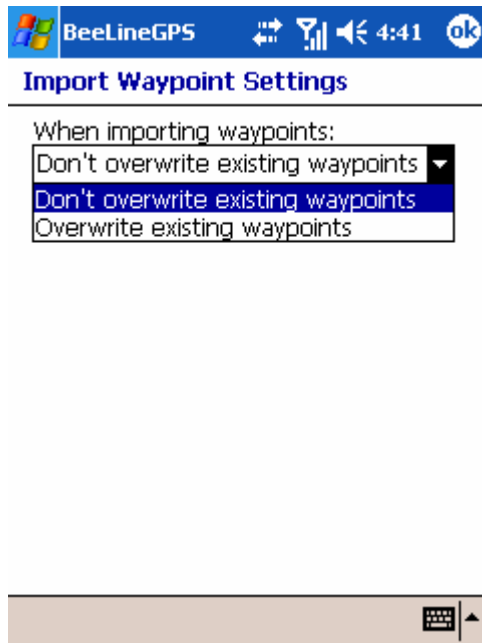 BeeLineGPS 4:41 ok
Import Waypoint Settings
When importing waypoints:
Don't overwrite existing waypoints
Don't overwrite existing waypoints
Overwrite existing waypoints